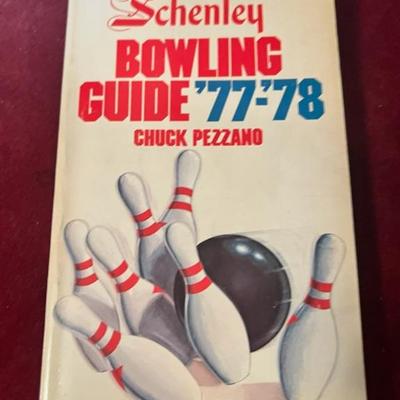 Schenley
BOWLING
GUIDE '77-'78
CHUCK PEZZANO